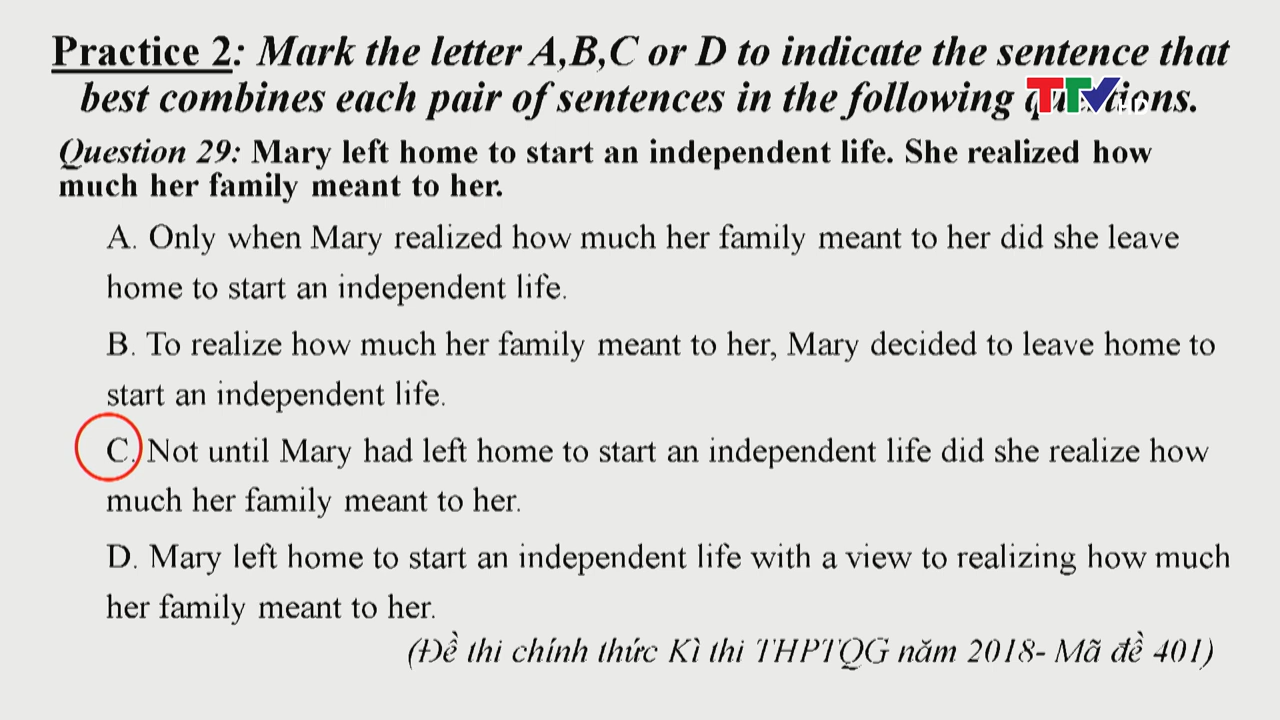 Practice 2: Mark the letter A,B,C or D to indicate the sentence that
best combines each pair of sentences in the following
TTV HD
Question 29: Mary left home to start an independent life. She realized how
much her family meant to her.
A. Only when Mary realized how much her family meant to her did she leave
home to start an independent life.
B. To realize how much her family meant to her, Mary decided to leave home to
start an independent life.
C. Not until Mary had left home to start an independent life did she realize how
much her family meant to her.
D. Mary left home to start an independent life with a view to realizing how much
her family meant to her.
(Đề thi chính thức Kì thi THPTQG năm 2018- Mã đề 401)